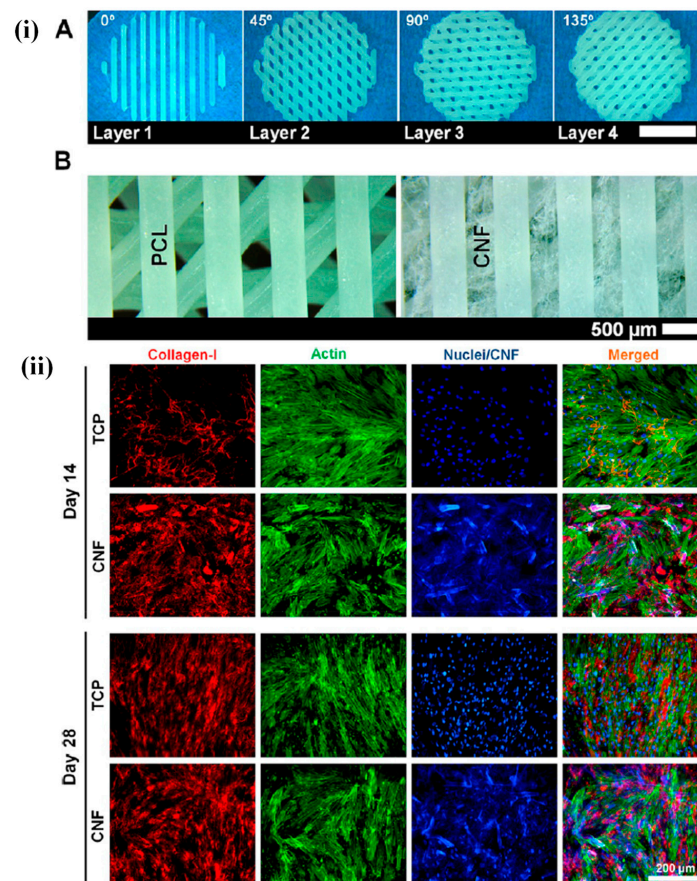 (i) A
0° 45° 90° 135°
Layer 1 Layer 2 Layer 3 Layer 4
B
PCL CNF
500 µm
(ii)
Collagen-I Actin Nuclei/CNF Merged
Day 14
TCP
CNF
Day 28
TCP
CNF
200 µm